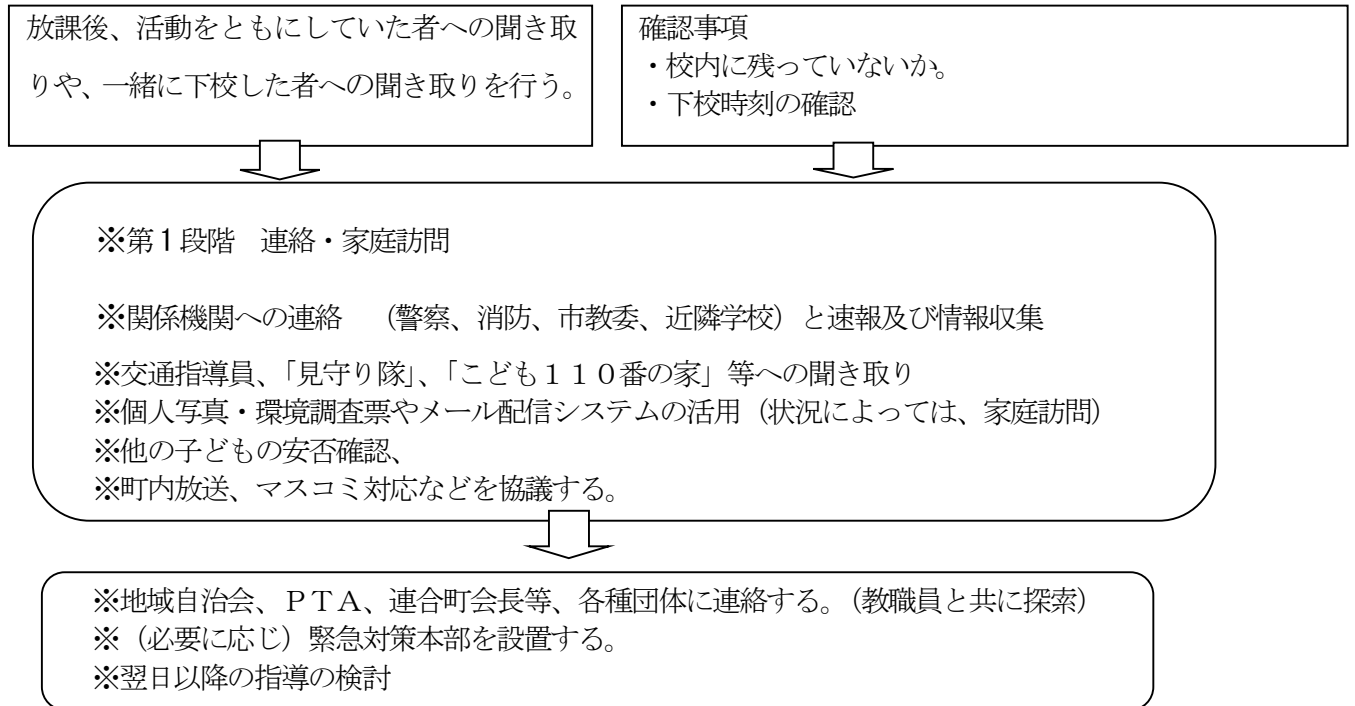 放課後、活動をともにしていた者への聞き取
りや、一緒に下校した者への聞き取りを行う。
確認事項
・校内に残っていないか。
・下校時刻の確認
※第1段階　連絡・家庭訪問
※関係機関への連絡　（警察、消防、市教委、近隣学校）と速報及び情報収集
※交通指導員、「見守り隊」、「こども１１０番の家」等への聞き取り
※個人写真・環境調査票やメール配信システムの活用（状況によっては、家庭訪問）
※他の子どもの安否確認、
※町内放送、マスコミ対応などを協議する。
※地域自治会、ＰＴＡ、連合町会長等、各種団体に連絡する。（教職員と共に探索）
※（必要に応じ）緊急対策本部を設置する。
※翌日以降の指導の検討